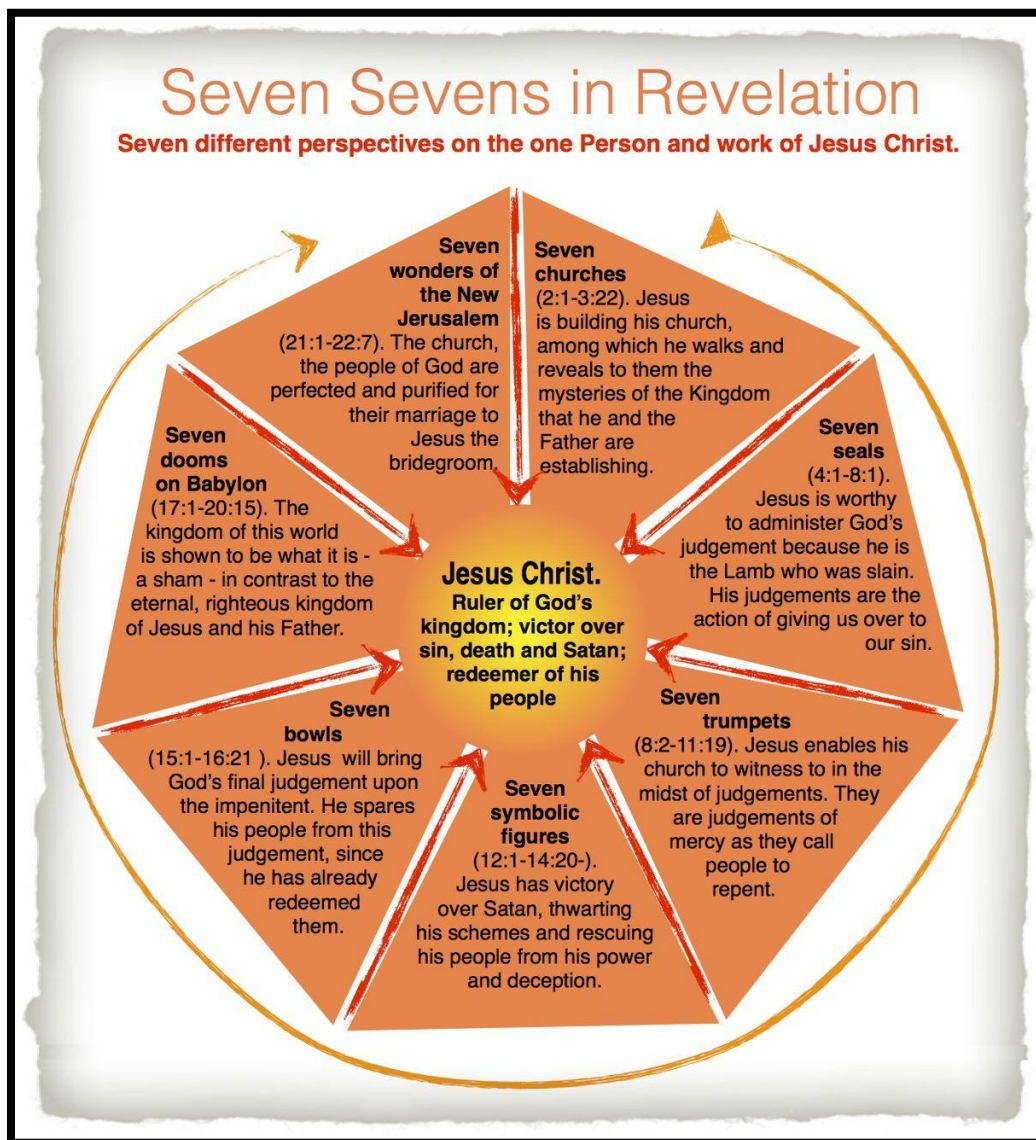 Seven Sevens in Revelation
Seven different perspectives on the one Person and work of Jesus Christ.
Seven
churches
(2:1-3:22). Jesus
is building his church,
among which he walks and
reveals to them the
mysteries of the Kingdom
that he and the
Father are
establishing.
Seven
seals
(4:1-8:1).
Jesus is worthy
to administer God's
judgement because he is
the Lamb who was slain.
His judgements are the
action of giving us over to
our sin.
Seven
trumpets
(8:2-11:19). Jesus enables his
church to witness to in the
midst of judgements. They
are judgements of
mercy as they call
people to
repent.
Seven
symbolic
figures
(12:1-14:20-).
Jesus has victory
over Satan, thwarting
his schemes and rescuing
his people from his power
and deception.
Seven
bowls
(15:1-16:21 ). Jesus  will bring
God's final judgement upon
the impenitent. He spares
his people from this
judgement, since
he has already
redeemed
them.
Seven
dooms
on Babylon
(17:1-20:15). The
kingdom of this world
is shown to be what it is -
a sham - in contrast to the
eternal, righteous kingdom
of Jesus and his Father.
Seven
wonders of
the New
Jerusalem
(21:1-22:7). The church,
the people of God are
perfected and purified for
their marriage to
Jesus the
bridegroom.
Jesus Christ.
Ruler of God's
kingdom; victor over
sin, death and Satan;
redeemer of his
people